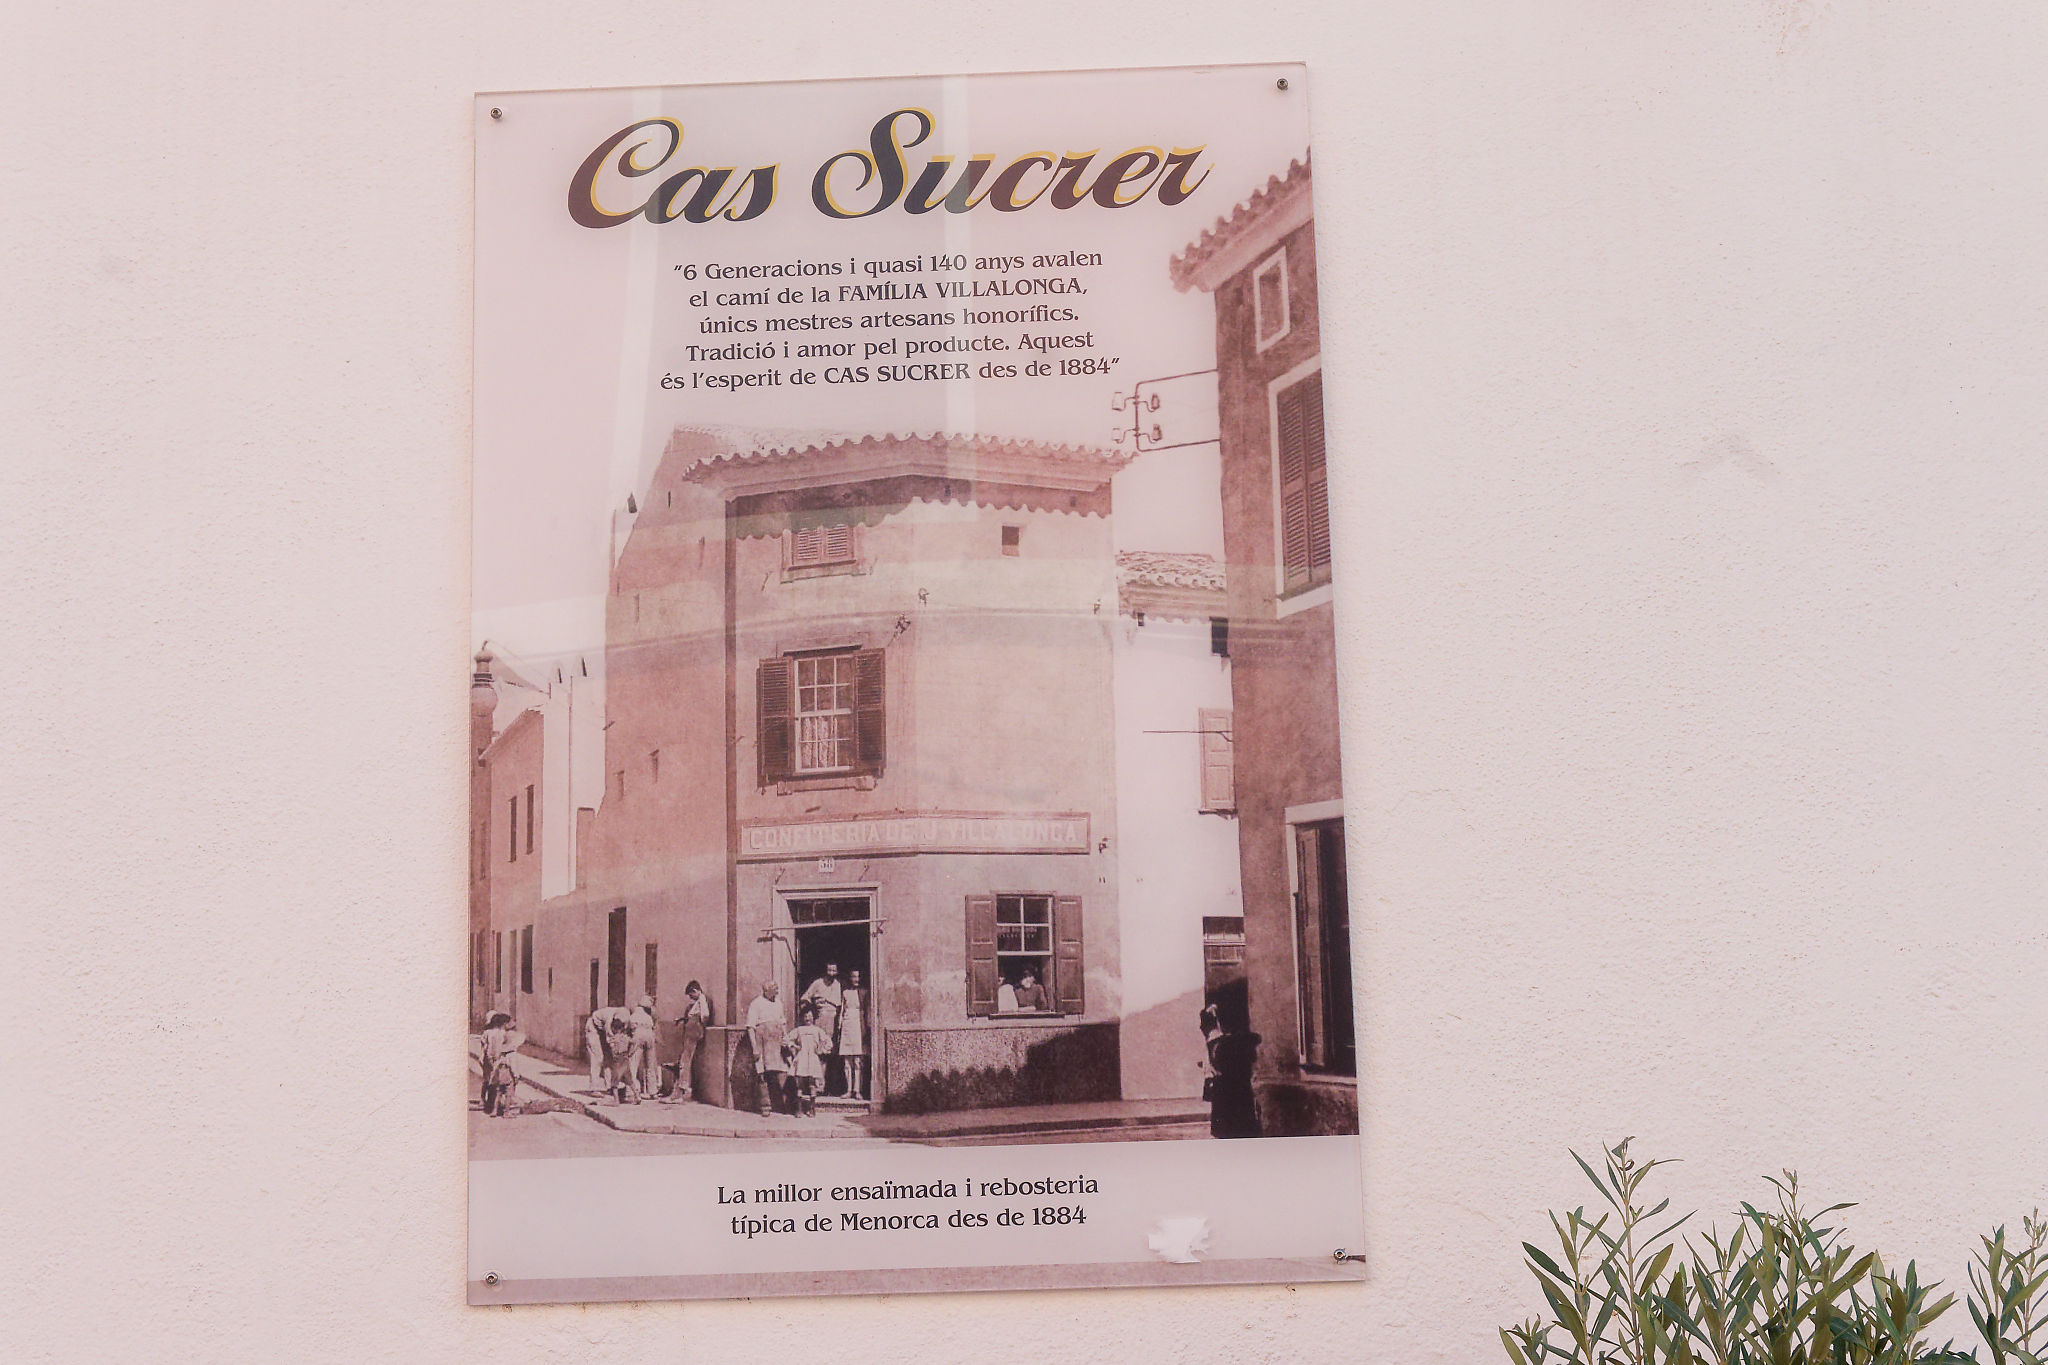 Cas Sucrer
"6 Generacions i quasi 140 anys avalen
el camí de la FAMÍLIA VILLALONGA,
únics mestres artesans honorífics.
Tradició i amor pel producte. Aquest
és l'esperit de CAS SUCRER des de 1884"
CONFITERIA DE J. VILLALONGA
38
La millor ensaïmada i rebosteria
típica de Menorca des de 1884